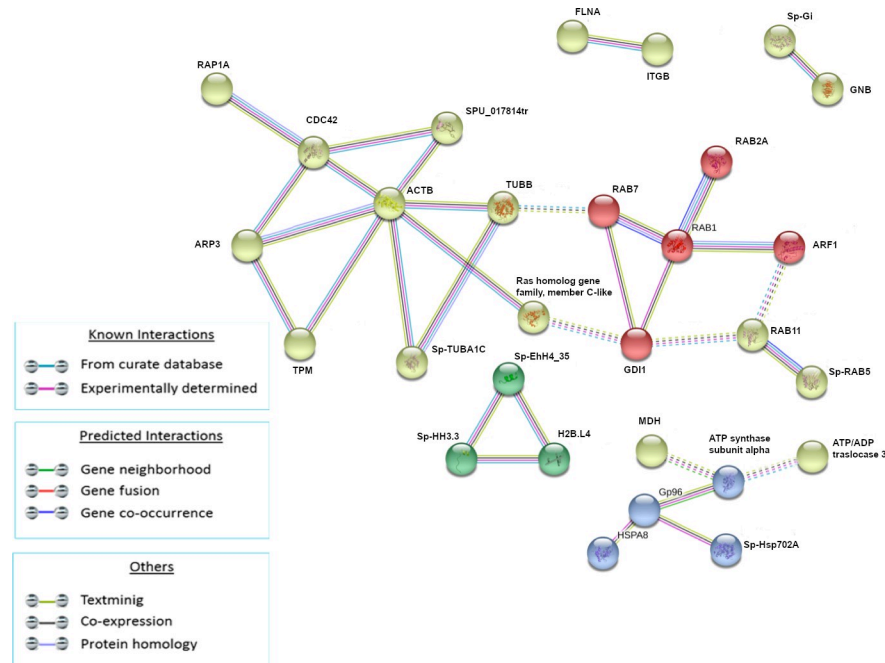 FLNA
Sp-Gi
ITGB
GNB
RAP1A
CDC42
SPU_017814tr
RAB2A
ACTB
TUBB
RAB7
RAB1
ARP3
ARF1
Ras homolog gene
family, member C-like
RAB11
TPM
Sp-TUBA1C
Sp-EhH4_35
GDI1
Sp-RAB5
Known Interactions
From curate database
Experimentally determined
Predicted Interactions
Gene neighborhood
Gene fusion
Gene co-occurrence
Others
Textminig
Co-expression
Protein homology
Sp-HH3.3
H2B.L4
MDH
ATP synthase
subunit alpha
ATP/ADP
traslocase 3
Gp96
HSPA8
Sp-Hsp702A